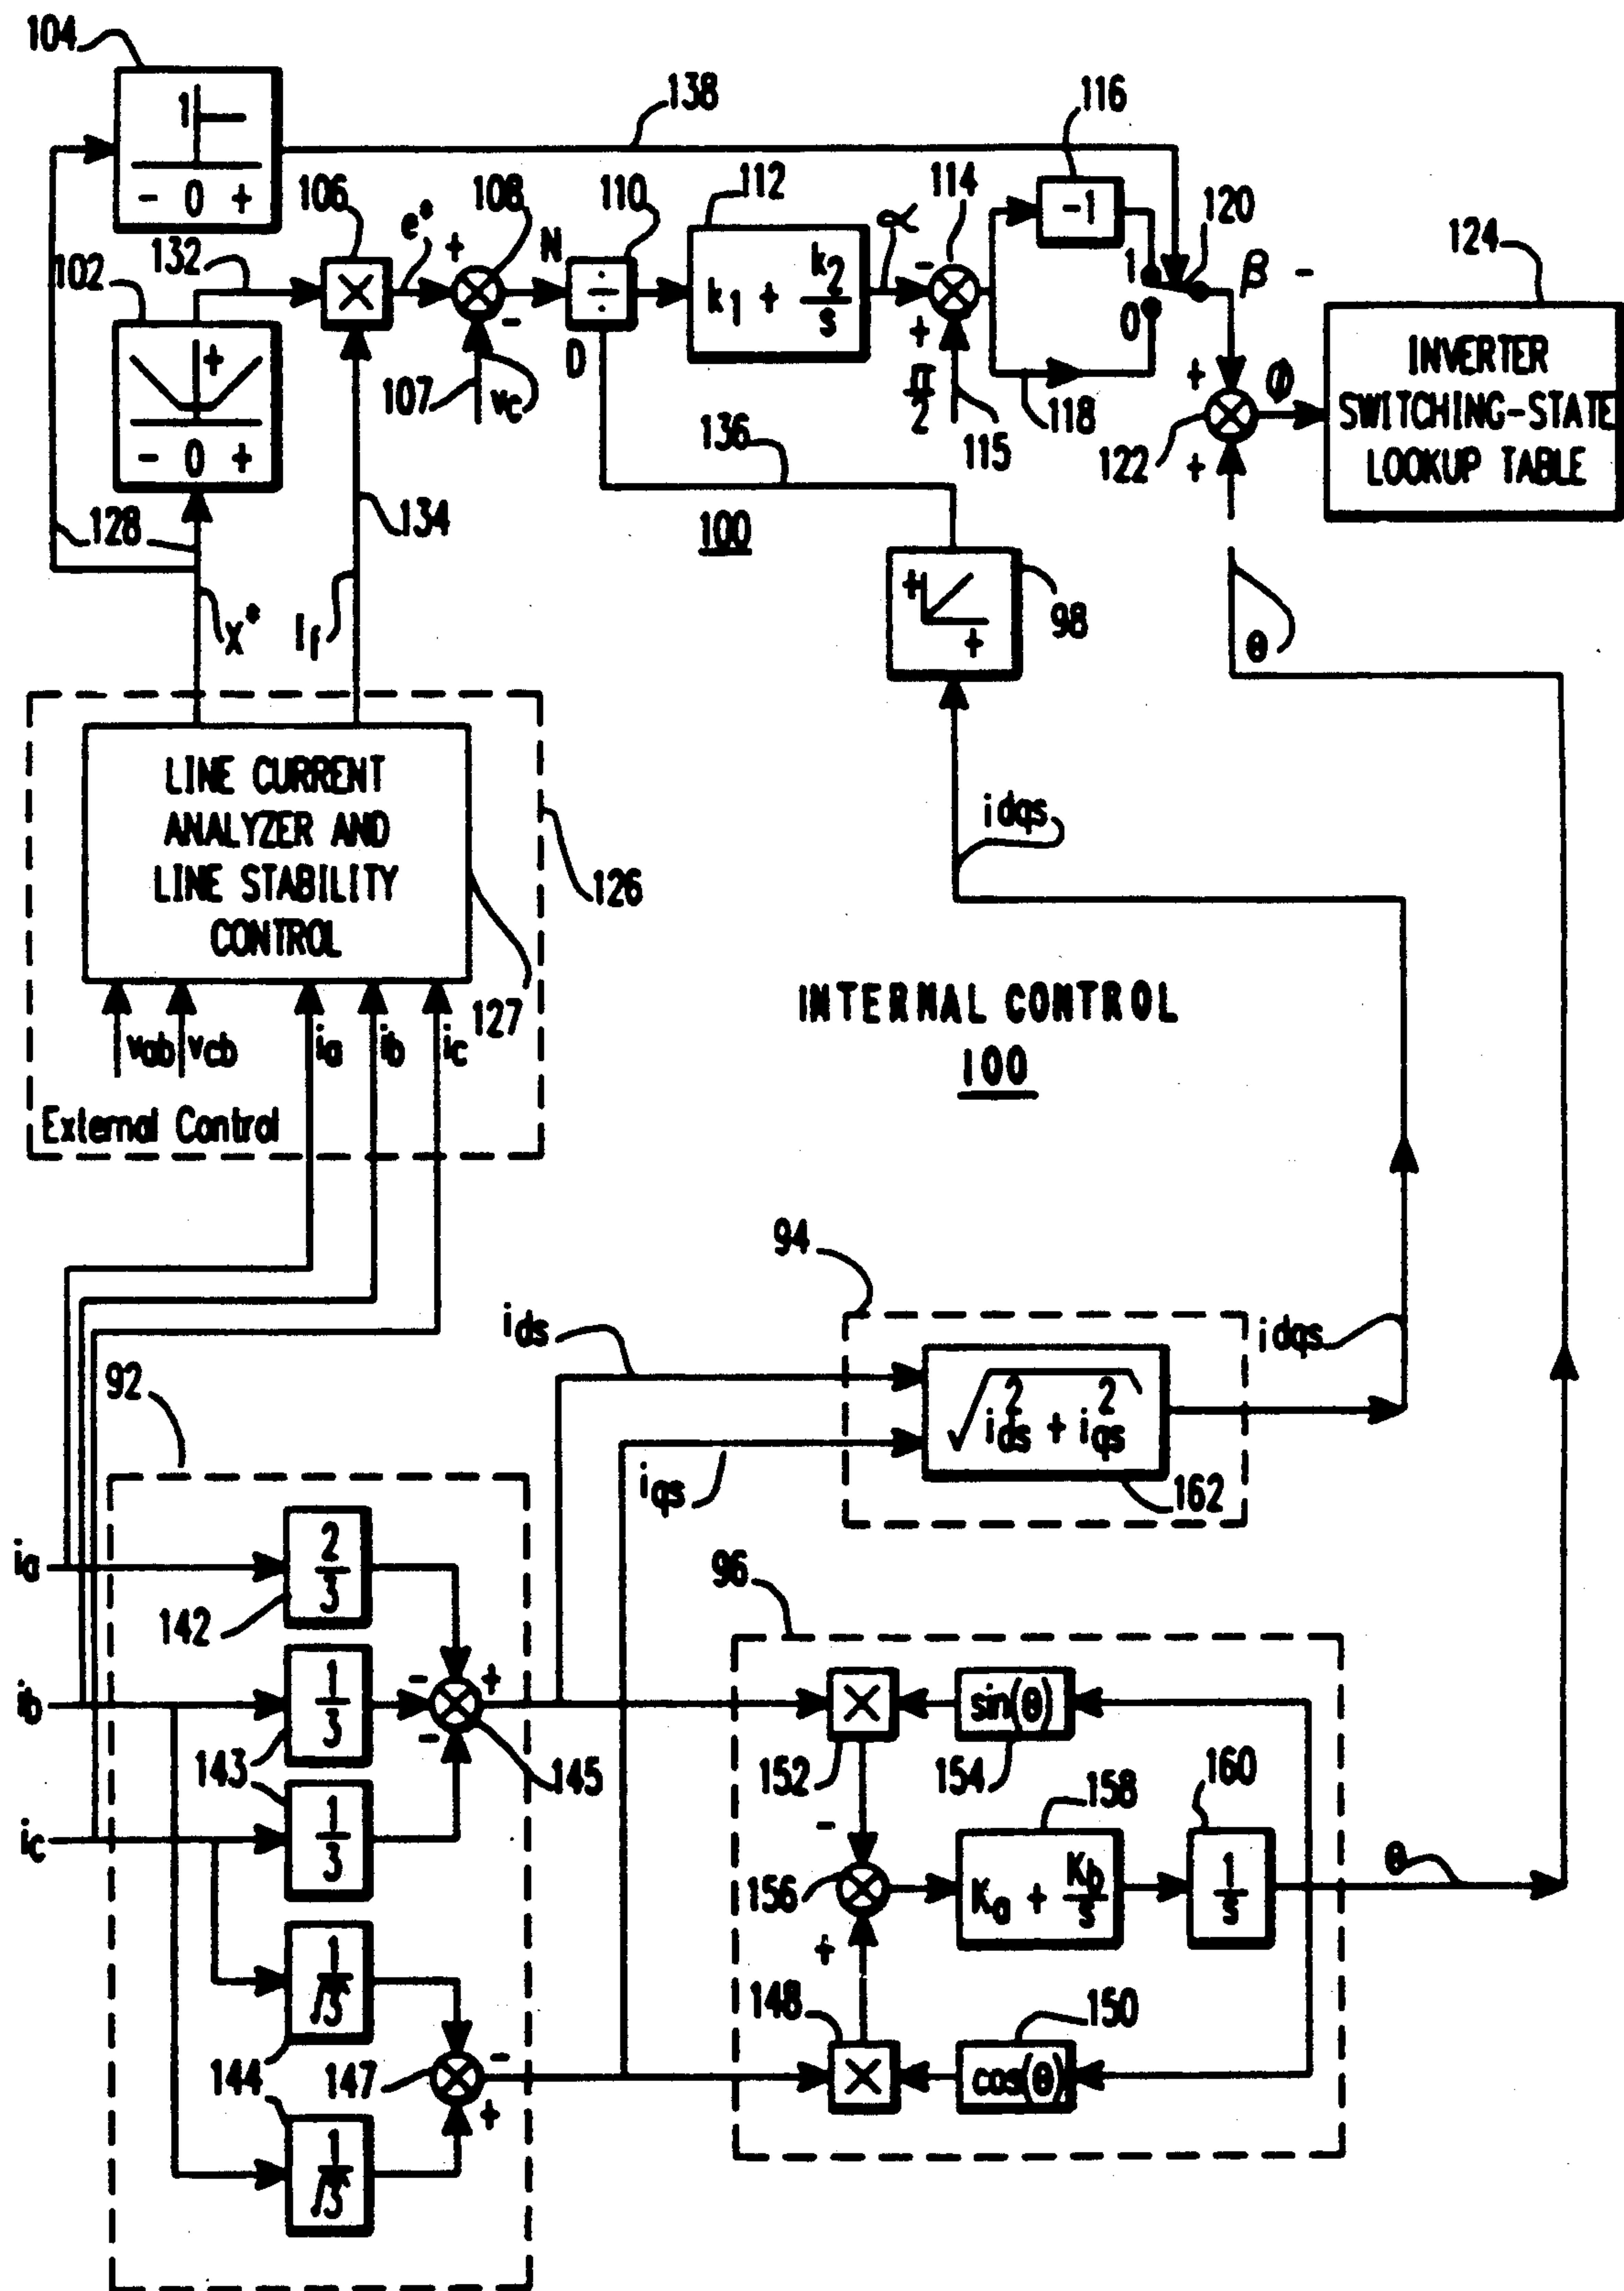 104
1
- 0 +
138
116
106
e*
+
108
-
N
110
D
÷
112
k1 + k2/s
α
114
-
+
-1
1
0
120
β -
124
INVERTER
SWITCHING-STATE
LOOKUP TABLE
132
102
+
- 0 +
×
107
vc
π/2
115
118
+
122
+
φ
136
100
128
134
X*
If
+
+
98
θ
LINE CURRENT
ANALYZER AND
LINE STABILITY
CONTROL
126
127
idqs
vab
vcb
ia
ib
ic
External Control
INTERNAL CONTROL
100
94
ids
√ i²ds + i²qs
idqs
162
iqs
92
ia
2/3
142
ib
1/3
-
+
-
143
145
ic
1/3
1/√3
144
147
-
+
1/√3
96
×
sin(θ)
152
154
-
156
+
158
Ka + Kb/s
160
1/s
θ
148
150
×
cos(θ)